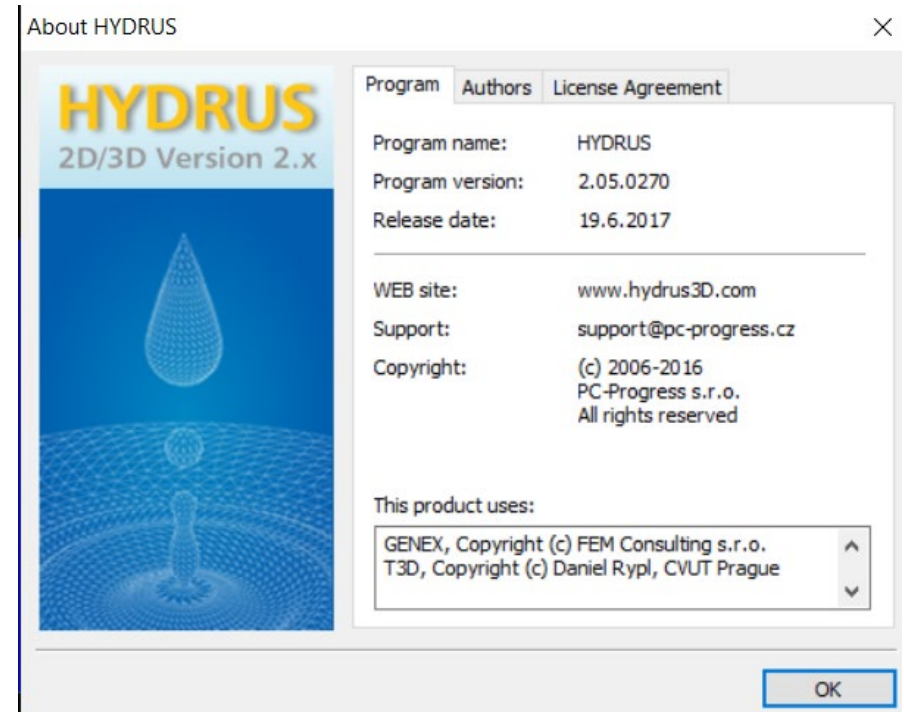 About HYDRUS
HYDRUS
2D/3D Version 2.x
Program Authors License Agreement
Program name: HYDRUS
Program version: 2.05.0270
Release date: 19.6.2017
WEB site: www.hydrus3D.com
Support: support@pc-progress.cz
Copyright: (c) 2006-2016
PC-Progress s.r.o.
All rights reserved
This product uses:
GENEX, Copyright (c) FEM Consulting s.r.o.
T3D, Copyright (c) Daniel Rypl, CVUT Prague
OK